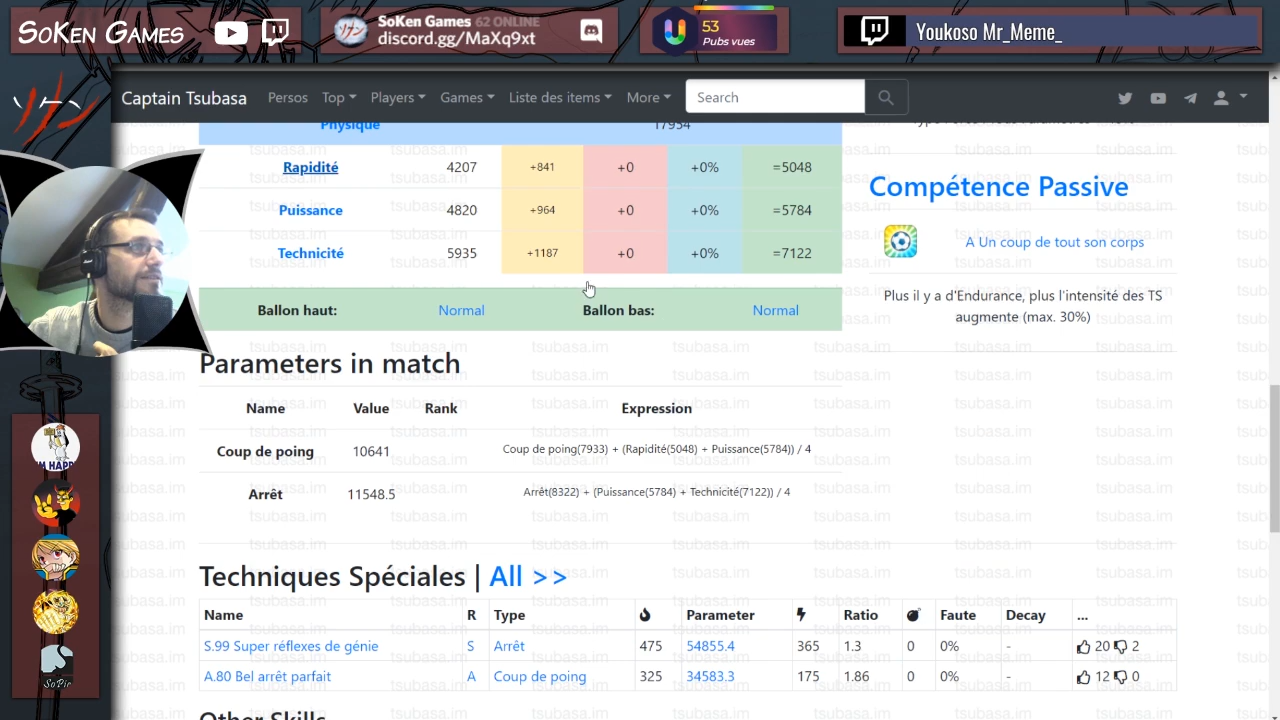 SoKen Games
SoKen Games 62 ONLINE
discord.gg/MaXq9xt
53
Pubs vues
Youkoso Mr_Meme_
Captain Tsubasa
Persos
Top
Players
Games
Liste des items
More
Search
Physique 17954
Rapidité 4207 +841 +0 +0% =5048
Puissance 4820 +964 +0 +0% =5784
Technicité 5935 +1187 +0 +0% =7122
Ballon haut: Normal Ballon bas: Normal
Compétence Passive
A Un coup de tout son corps
Plus il y a d'Endurance, plus l'intensité des TS
augmente (max. 30%)
Parameters in match
Name Value Rank Expression
Coup de poing 10641 Coup de poing(7933) + (Rapidité(5048) + Puissance(5784)) / 4
Arrêt 11548.5 Arrêt(8322) + (Puissance(5784) + Technicité(7122)) / 4
Techniques Spéciales | All >>
Name R Type Parameter Ratio Faute Decay ...
S.99 Super réflexes de génie S Arrêt 475 54855.4 365 1.3 0 0% - 20 2
A.80 Bel arrêt parfait A Coup de poing 325 34583.3 175 1.86 0 0% - 12 0
Other Skills
tsubasa.im